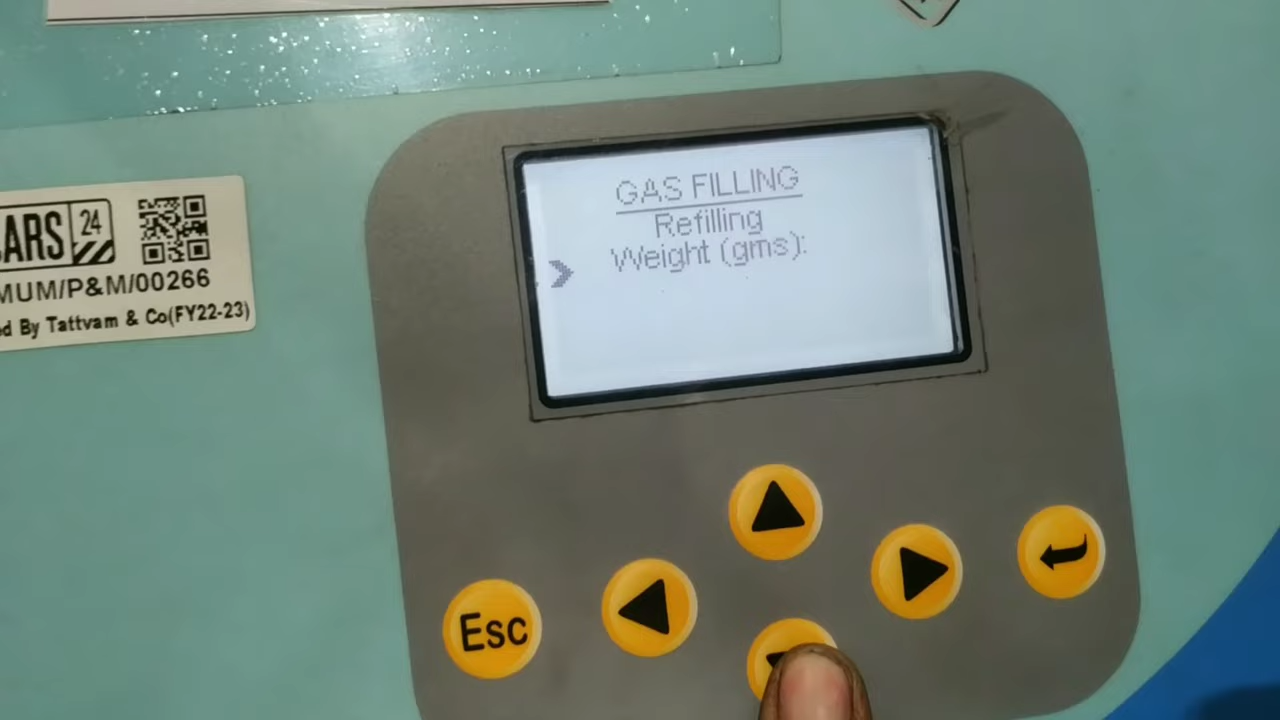 GAS FILLING
Refilling
Weight (gms):
ARS 24
MUM/P&M/00266
d By Tattvam & Co(FY22-23)
Esc